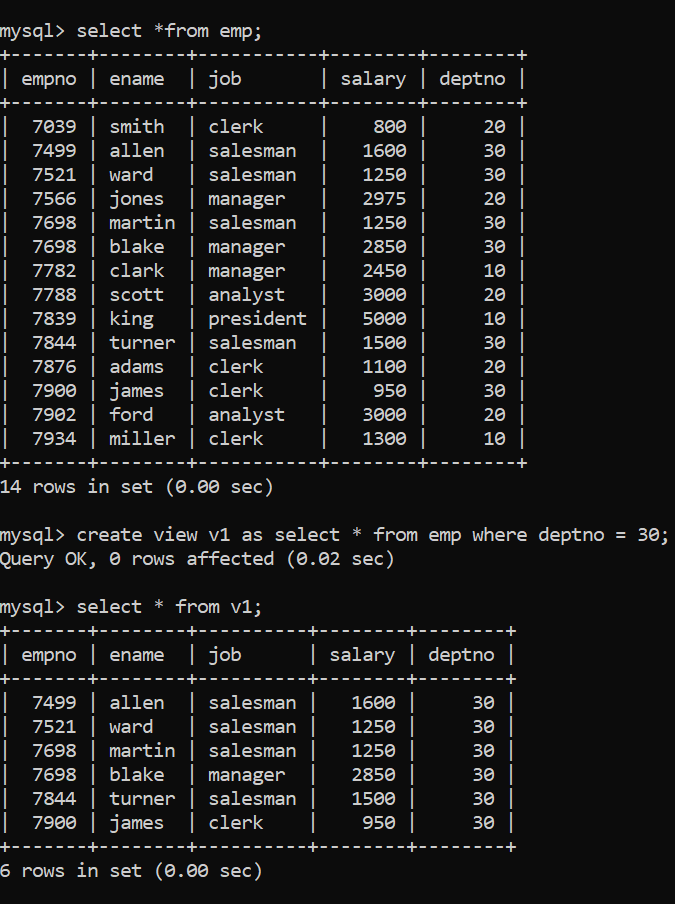 mysql> select *from emp;
+-------+--------+-----------+--------+--------+
| empno | ename  | job       | salary | deptno |
+-------+--------+-----------+--------+--------+
|  7039 | smith  | clerk     |    800 |     20 |
|  7499 | allen  | salesman  |   1600 |     30 |
|  7521 | ward   | salesman  |   1250 |     30 |
|  7566 | jones  | manager   |   2975 |     20 |
|  7698 | martin | salesman  |   1250 |     30 |
|  7698 | blake  | manager   |   2850 |     30 |
|  7782 | clark  | manager   |   2450 |     10 |
|  7788 | scott  | analyst   |   3000 |     20 |
|  7839 | king   | president |   5000 |     10 |
|  7844 | turner | salesman  |   1500 |     30 |
|  7876 | adams  | clerk     |   1100 |     20 |
|  7900 | james  | clerk     |    950 |     30 |
|  7902 | ford   | analyst   |   3000 |     20 |
|  7934 | miller | clerk     |   1300 |     10 |
+-------+--------+-----------+--------+--------+
14 rows in set (0.00 sec)
mysql> create view v1 as select * from emp where deptno = 30;
Query OK, 0 rows affected (0.02 sec)
mysql> select * from v1;
+-------+--------+----------+--------+--------+
| empno | ename  | job      | salary | deptno |
+-------+--------+----------+--------+--------+
|  7499 | allen  | salesman |   1600 |     30 |
|  7521 | ward   | salesman |   1250 |     30 |
|  7698 | martin | salesman |   1250 |     30 |
|  7698 | blake  | manager  |   2850 |     30 |
|  7844 | turner | salesman |   1500 |     30 |
|  7900 | james  | clerk    |    950 |     30 |
+-------+--------+----------+--------+--------+
6 rows in set (0.00 sec)